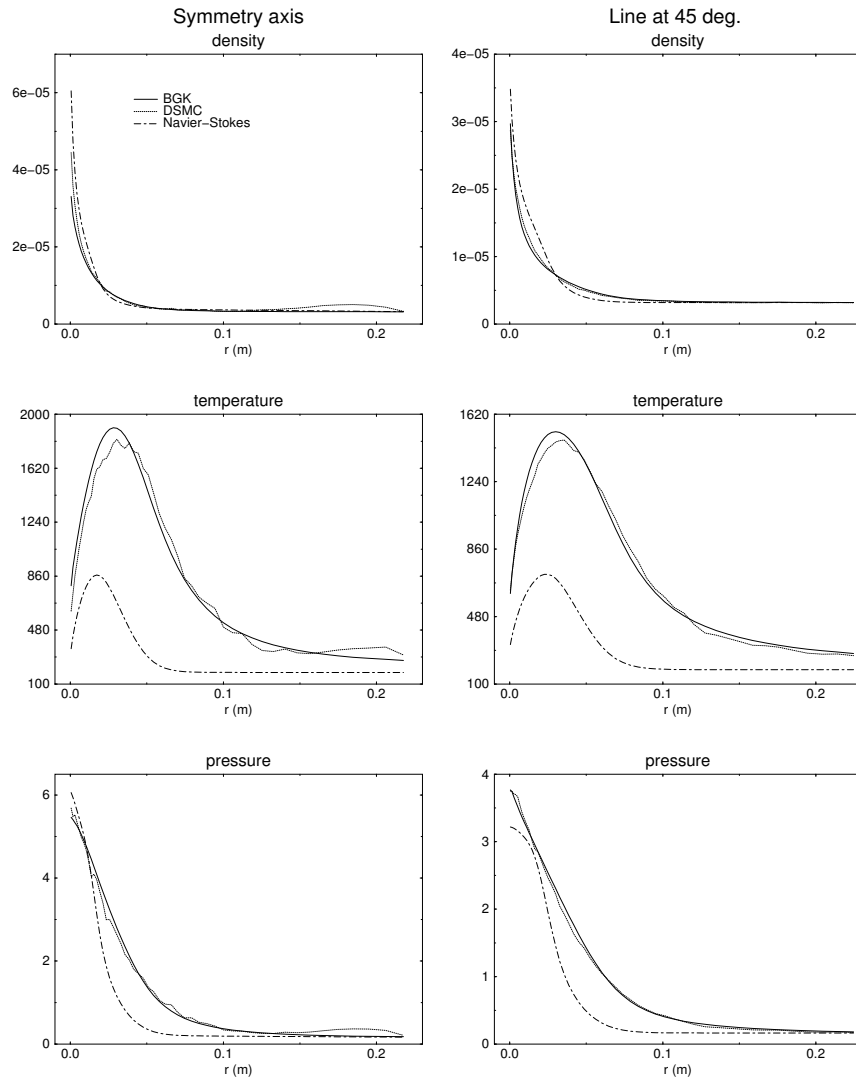 Symmetry axis
Line at 45 deg.
density
6e−05
4e−05
2e−05
0
BGK
DSMC
Navier−Stokes
0.0
0.1
0.2
r (m)
density
4e−05
3e−05
2e−05
1e−05
0
0.0
0.1
0.2
r (m)
temperature
2000
1620
1240
860
480
100
0.0
0.1
0.2
r (m)
temperature
1620
1240
860
480
100
0.0
0.1
0.2
r (m)
pressure
6
4
2
0
0.0
0.1
0.2
r (m)
pressure
4
3
2
1
0
0.0
0.1
0.2
r (m)